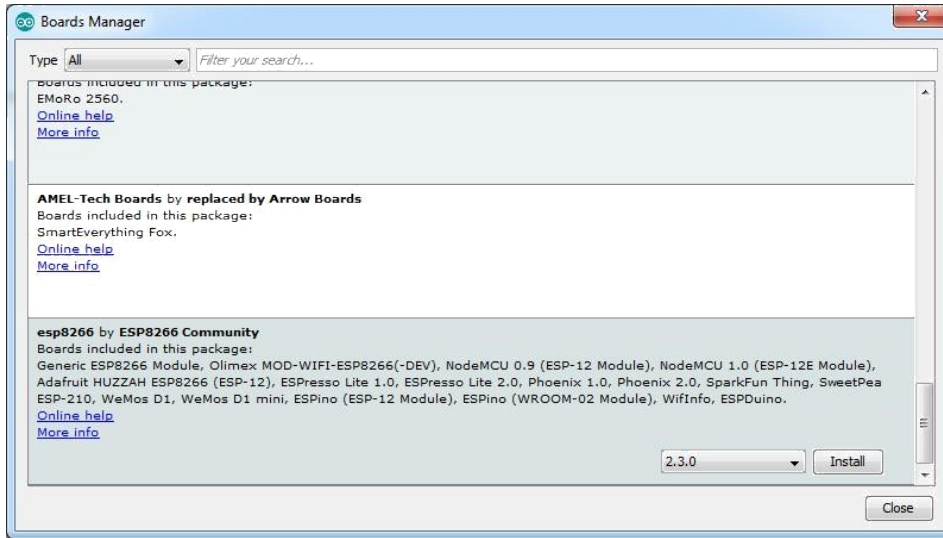 Boards Manager
Type All Filter your search...
Boards included in this package:
EMoRo 2560.
Online help
More info
AMEL-Tech Boards by replaced by Arrow Boards
Boards included in this package:
SmartEverything Fox.
Online help
More info
esp8266 by ESP8266 Community
Boards included in this package:
Generic ESP8266 Module, Olimex MOD-WIFI-ESP8266(-DEV), NodeMCU 0.9 (ESP-12 Module), NodeMCU 1.0 (ESP-12E Module),
Adafruit HUZZAH ESP8266 (ESP-12), ESPresso Lite 1.0, ESPresso Lite 2.0, Phoenix 1.0, Phoenix 2.0, SparkFun Thing, SweetPea
ESP-210, WeMos D1, WeMos D1 mini, ESPino (ESP-12 Module), ESPino (WROOM-02 Module), WifInfo, ESPDuino.
Online help
More info
2.3.0 Install
Close